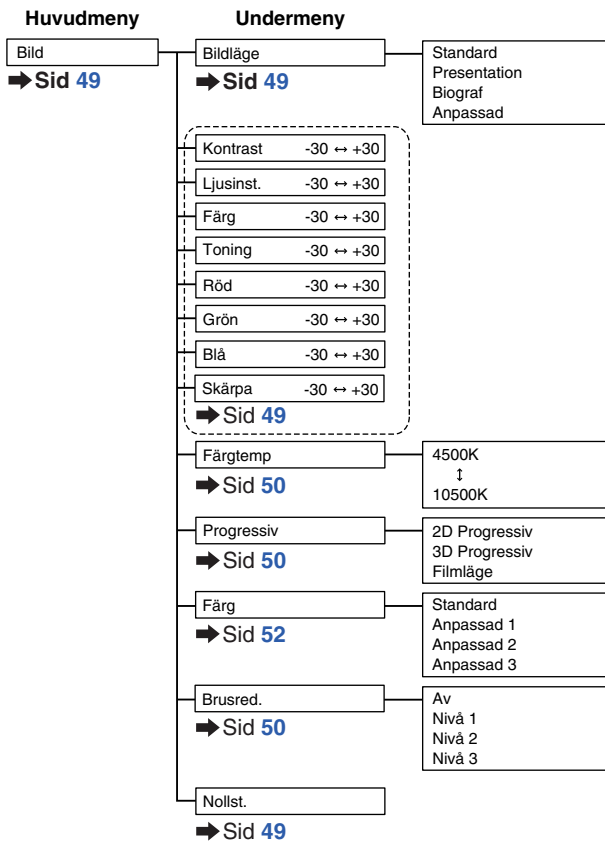 Huvudmeny
Undermeny
Bild
➡Sid 49
Bildläge
➡Sid 49
Standard
Presentation
Biograf
Anpassad
Kontrast -30 ↔ +30
Ljusinst. -30 ↔ +30
Färg -30 ↔ +30
Toning -30 ↔ +30
Röd -30 ↔ +30
Grön -30 ↔ +30
Blå -30 ↔ +30
Skärpa -30 ↔ +30
➡Sid 49
Färgtemp
➡Sid 50
4500K
↕
10500K
Progressiv
➡Sid 50
2D Progressiv
3D Progressiv
Filmläge
Färg
➡Sid 52
Standard
Anpassad 1
Anpassad 2
Anpassad 3
Brusred.
➡Sid 50
Av
Nivå 1
Nivå 2
Nivå 3
Nollst.
➡Sid 49